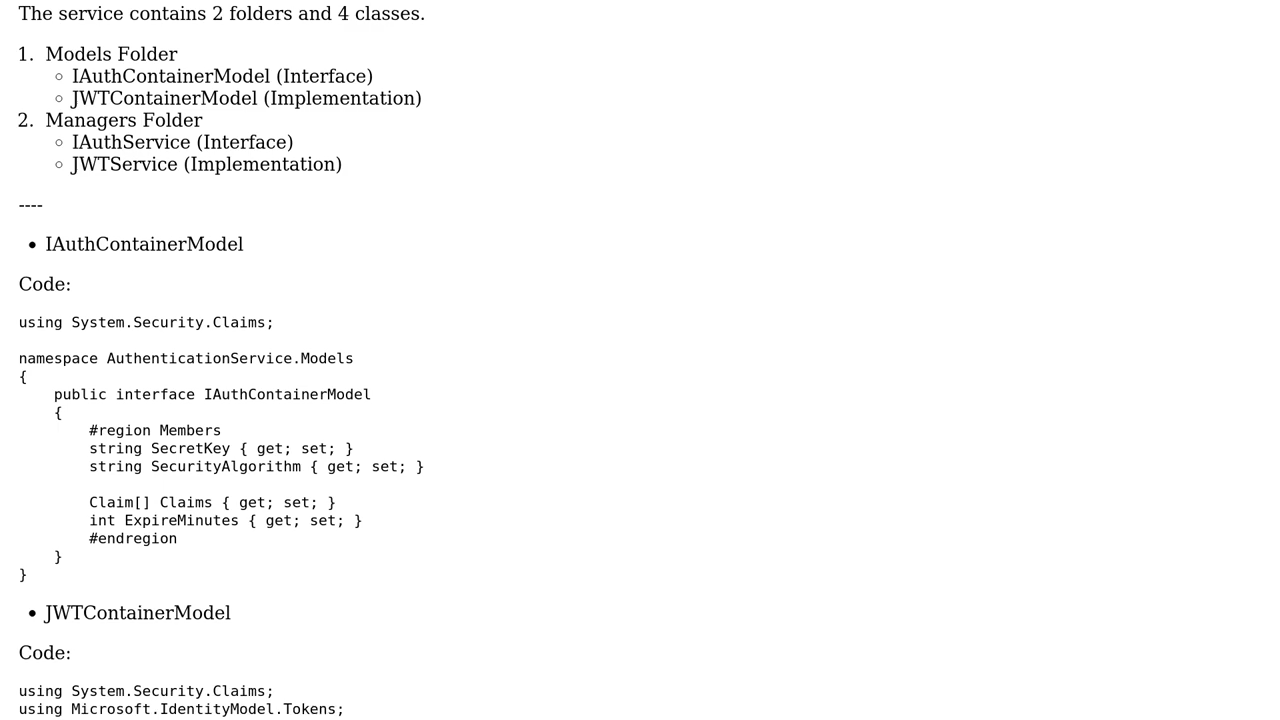 The service contains 2 folders and 4 classes.
1. Models Folder
◦ IAuthContainerModel (Interface)
◦ JWTContainerModel (Implementation)
2. Managers Folder
◦ IAuthService (Interface)
◦ JWTService (Implementation)
----
• IAuthContainerModel
Code:
using System.Security.Claims;
namespace AuthenticationService.Models
{
    public interface IAuthContainerModel
    {
        #region Members
        string SecretKey { get; set; }
        string SecurityAlgorithm { get; set; }
        Claim[] Claims { get; set; }
        int ExpireMinutes { get; set; }
        #endregion
    }
}
• JWTContainerModel
Code:
using System.Security.Claims;
using Microsoft.IdentityModel.Tokens;